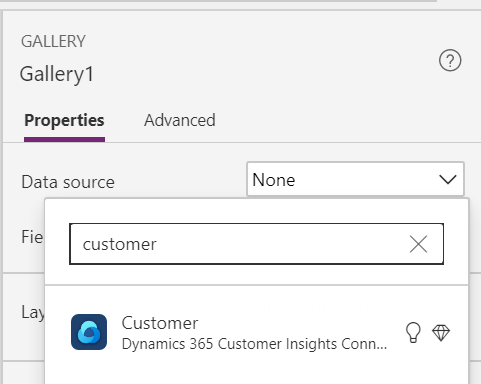 GALLERY
Gallery1
?
Properties Advanced
Data source None
Fie
customer
Lay
Customer
Dynamics 365 Customer Insights Conn...